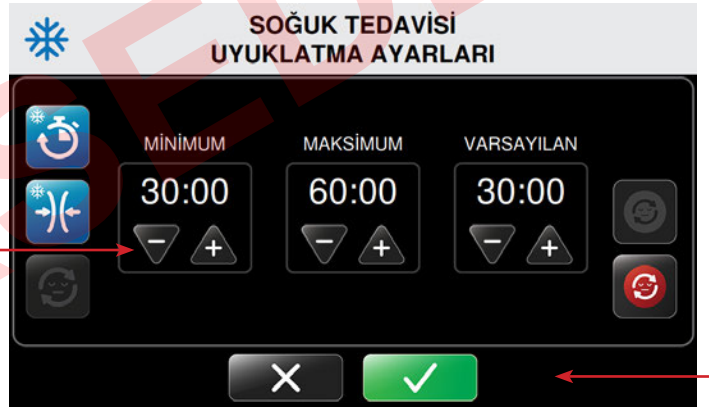 SOĞUK TEDAVİSİ
UYUKLATMA AYARLARI
MİNİMUM MAKSİMUM VARSAYILAN
30:00 60:00 30:00
- + - + - +